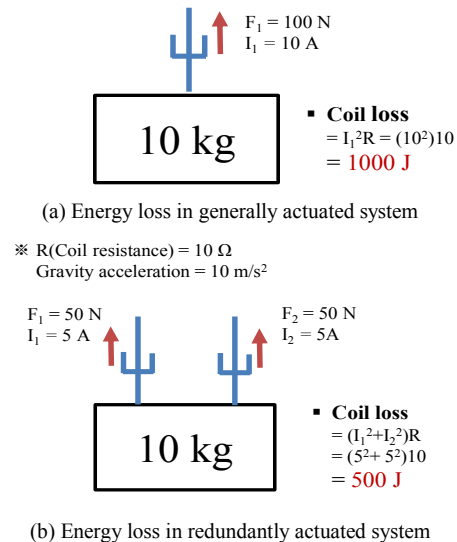 F₁ = 100 N
I₁ = 10 A
10 kg
▪ Coil loss
= I₁²R = (10²)10
= 1000 J
(a) Energy loss in generally actuated system
※ R(Coil resistance) = 10 Ω
Gravity acceleration = 10 m/s²
F₁ = 50 N
I₁ = 5 A
F₂ = 50 N
I₂ = 5A
10 kg
▪ Coil loss
= (I₁²+I₂²)R
= (5²+ 5²)10
= 500 J
(b) Energy loss in redundantly actuated system